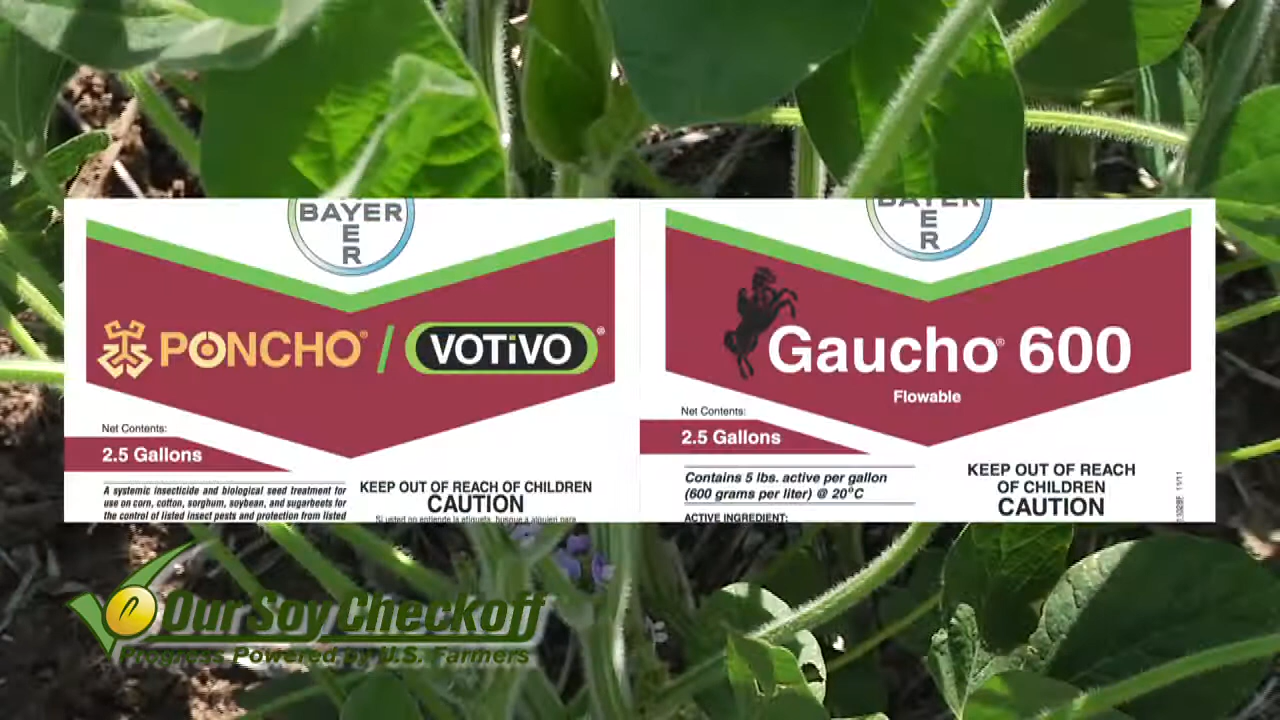 BAYER
E
R
PONCHO® / VOTiVO®
Net Contents:
2.5 Gallons
A systemic insecticide and biological seed treatment for
use on corn, cotton, sorghum, soybean, and sugarbeets for
the control of listed insect pests and protection from listed
KEEP OUT OF REACH OF CHILDREN
CAUTION
Si usted no entiende la etiqueta, busque a alguien para
BAYER
E
R
Gaucho® 600
Flowable
Net Contents:
2.5 Gallons
Contains 5 lbs. active per gallon
(600 grams per liter) @ 20°C
ACTIVE INGREDIENT:
KEEP OUT OF REACH
OF CHILDREN
CAUTION
Our Soy Checkoff
Progress Powered by U.S. Farmers